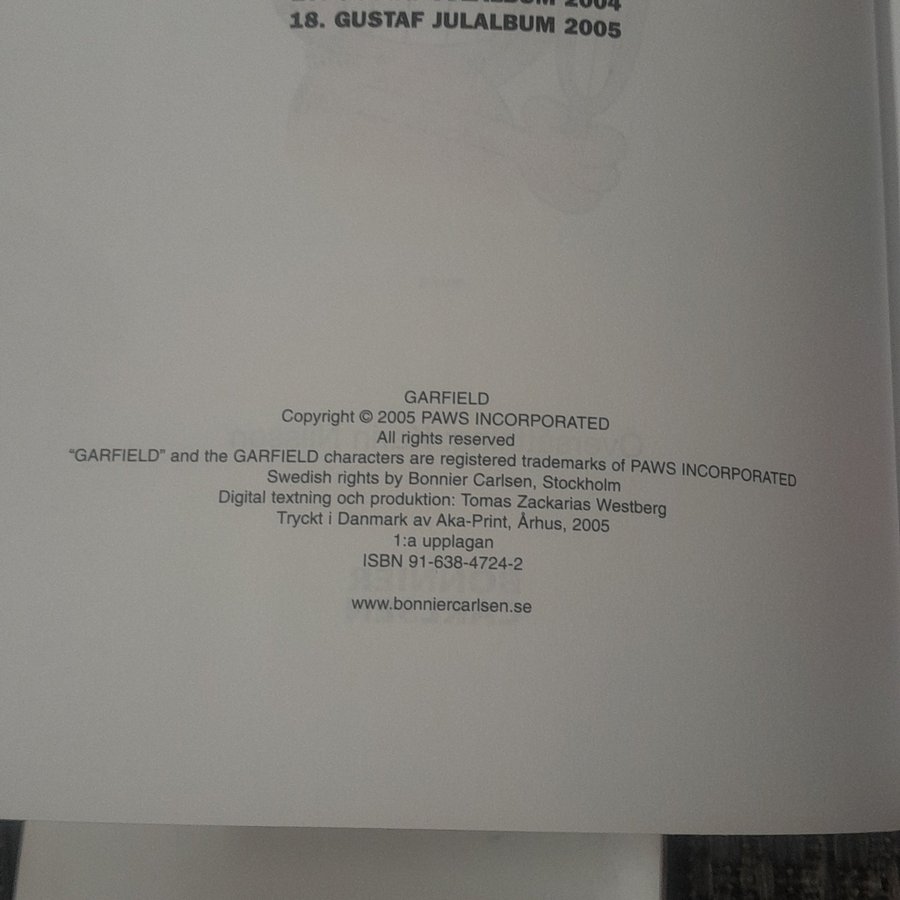 JULALBUM 2004
18. GUSTAF JULALBUM 2005
GARFIELD
Copyright © 2005 PAWS INCORPORATED
All rights reserved
“GARFIELD” and the GARFIELD characters are registered trademarks of PAWS INCORPORATED
Swedish rights by Bonnier Carlsen, Stockholm
Digital textning och produktion: Tomas Zackarias Westberg
Tryckt i Danmark av Aka-Print, Århus, 2005
1:a upplagan
ISBN 91-638-4724-2
www.bonniercarlsen.se